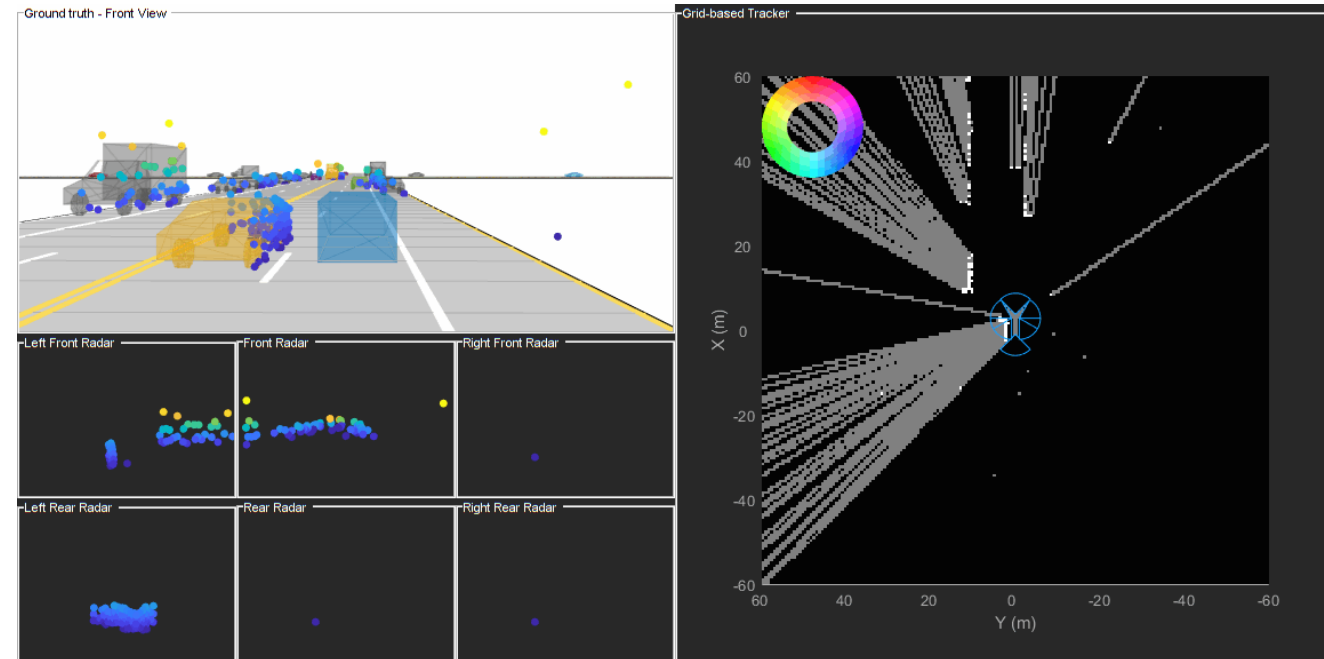 Ground truth - Front View
Grid-based Tracker
60
40
20
0
-20
-40
-60
X (m)
60
40
20
0
-20
-40
-60
Y (m)
Left Front Radar
Front Radar
Right Front Radar
Left Rear Radar
Rear Radar
Right Rear Radar